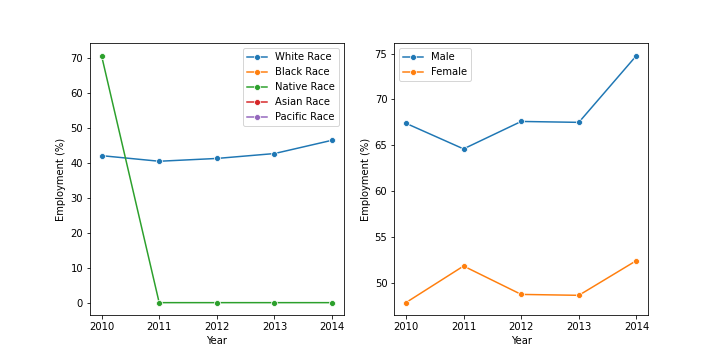 70
60
50
40
30
20
10
0
Employment (%)
2010 2011 2012 2013 2014
Year
White Race
Black Race
Native Race
Asian Race
Pacific Race
75
70
65
60
55
50
Employment (%)
2010 2011 2012 2013 2014
Year
Male
Female